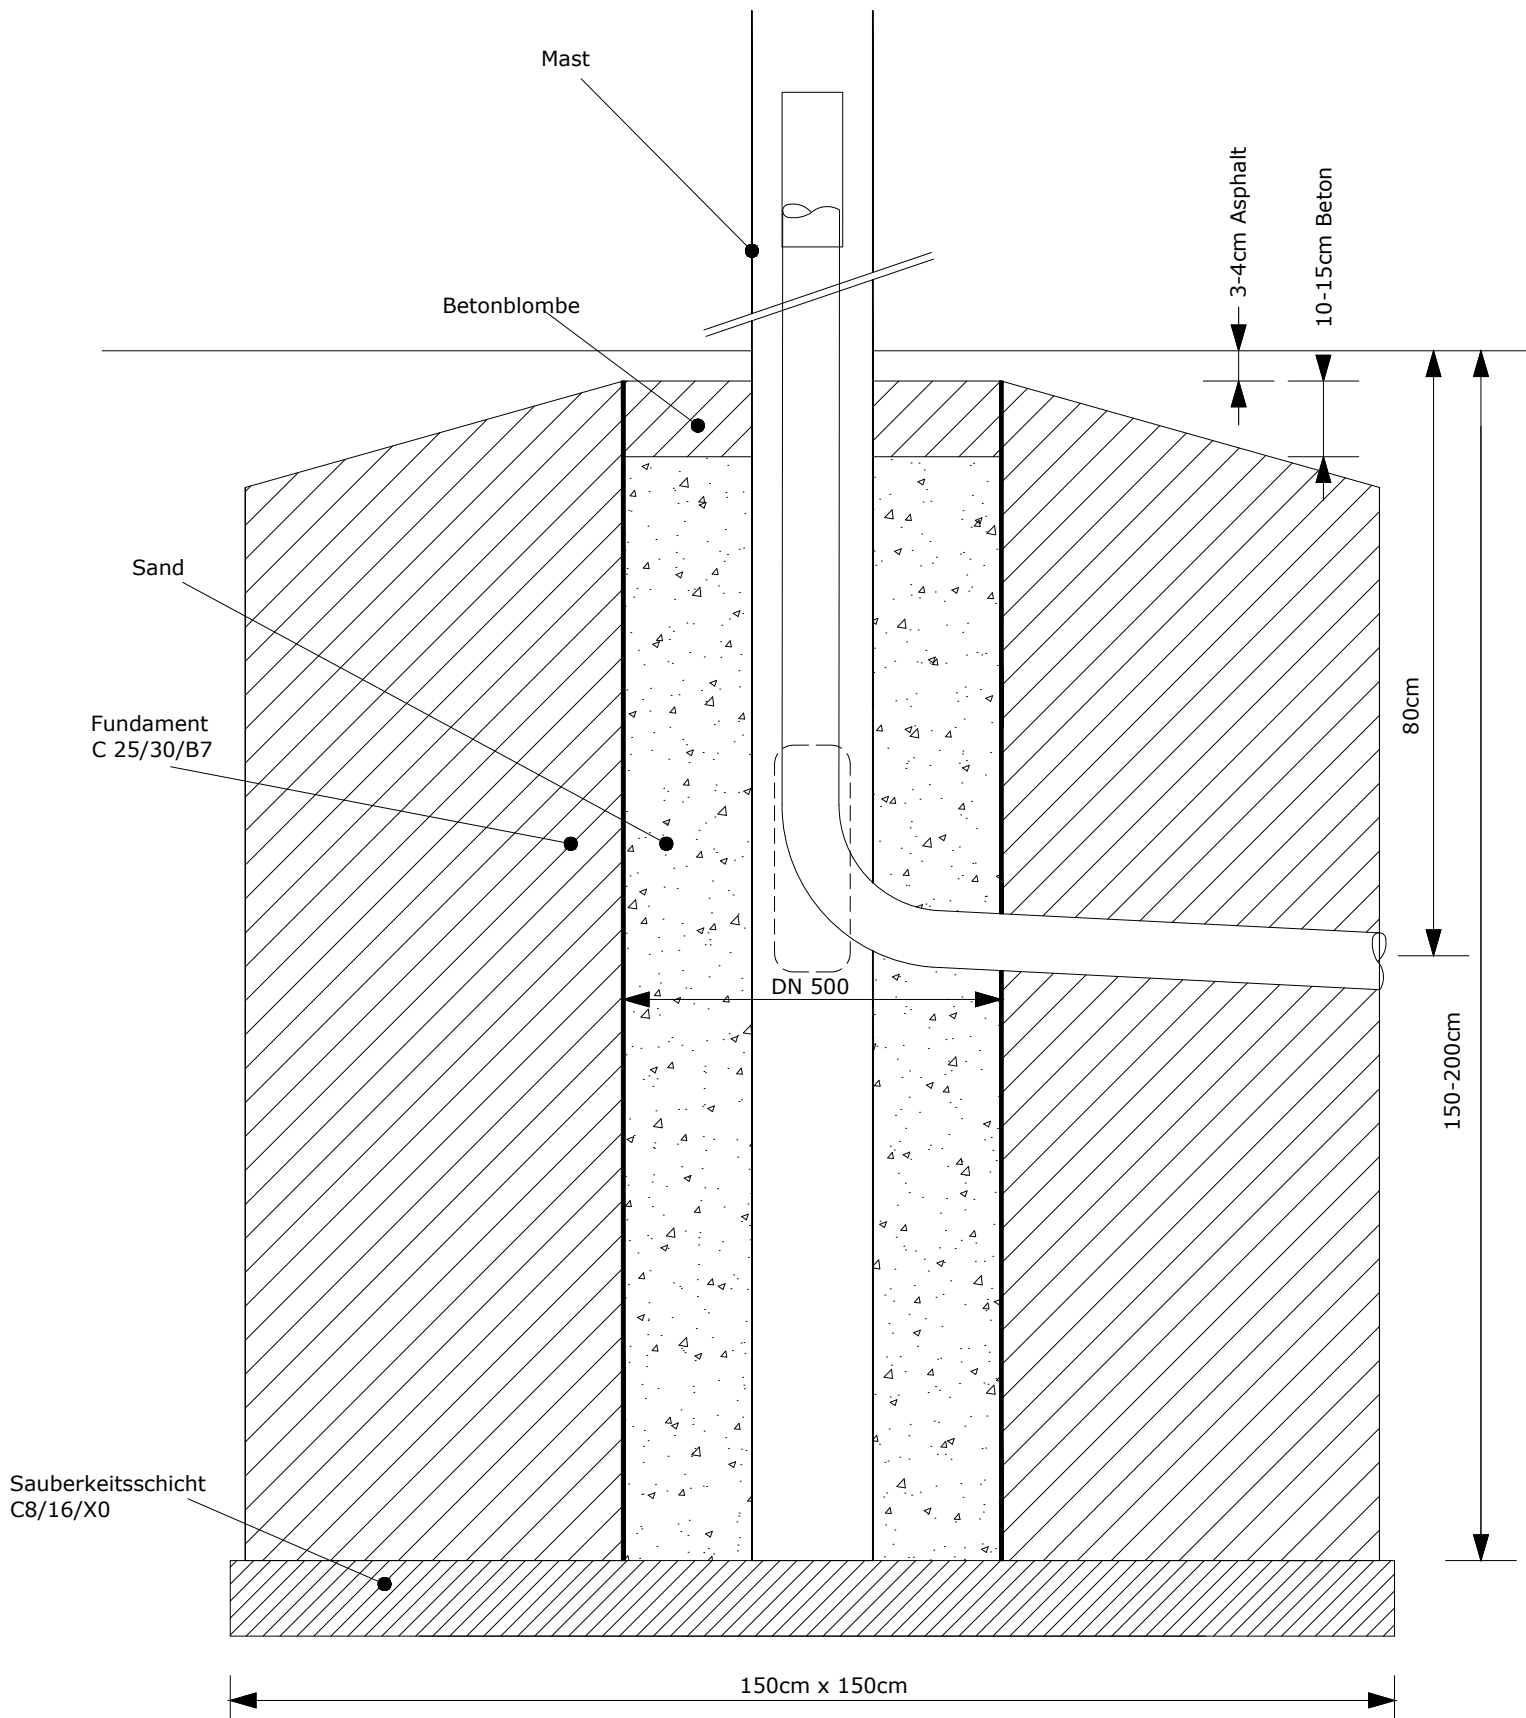 Mast
3-4cm Asphalt
10-15cm Beton
Betonblombe
Sand
Fundament
C 25/30/B7
80cm
DN 500
150-200cm
Sauberkeitsschicht
C8/16/X0
150cm x 150cm